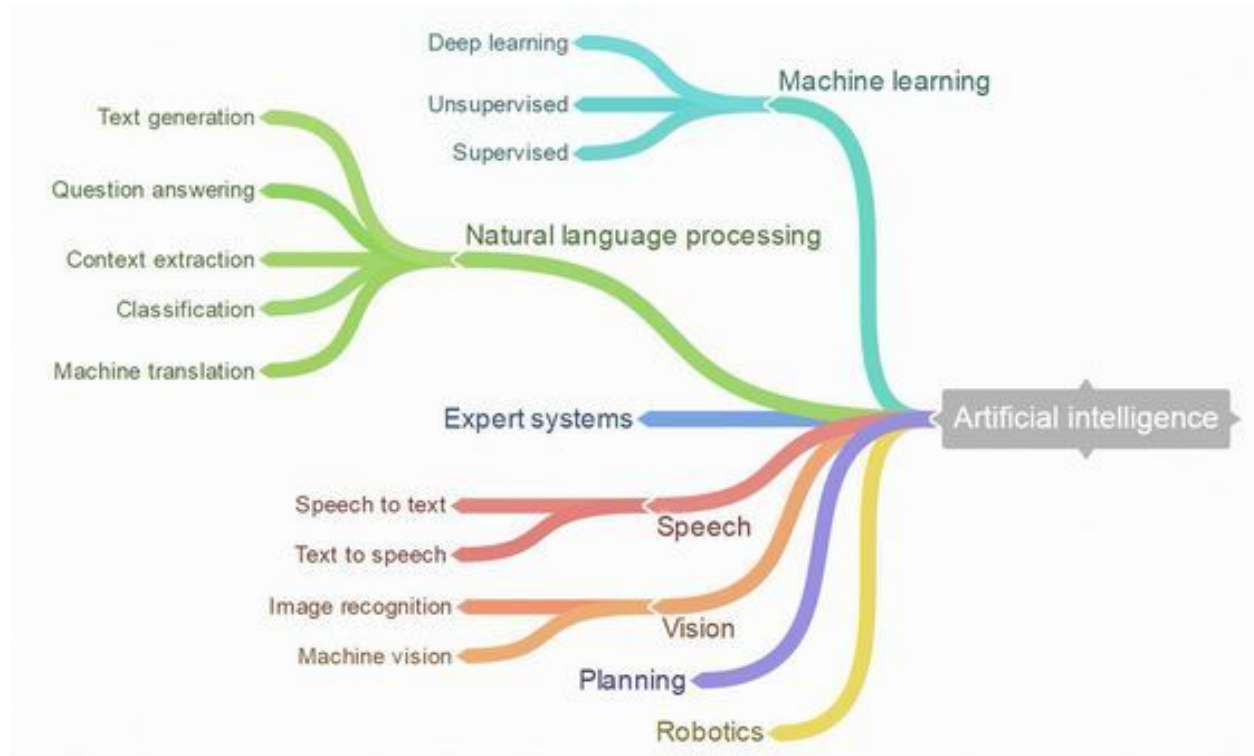 Deep learning
Machine learning
Unsupervised
Supervised
Text generation
Question answering
Natural language processing
Context extraction
Classification
Machine translation
Expert systems
Artificial intelligence
Speech to text
Speech
Text to speech
Image recognition
Vision
Machine vision
Planning
Robotics